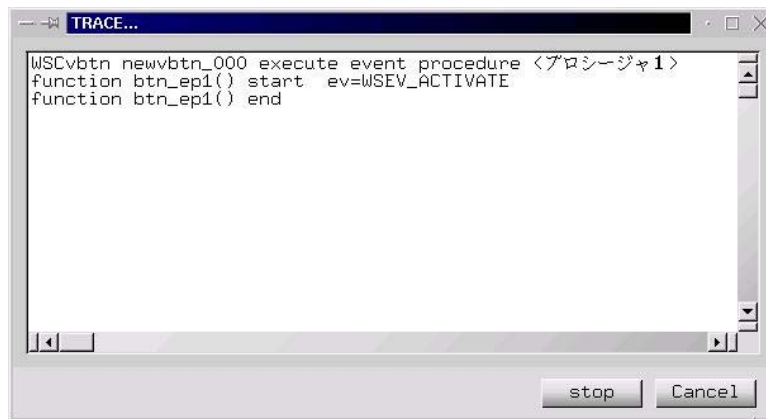 TRACE...
WSCvbtn newvbtn_000 execute event procedure <プロシージャ1>
function btn_ep1() start  ev=WSEV_ACTIVATE
function btn_ep1() end
stop
Cancel